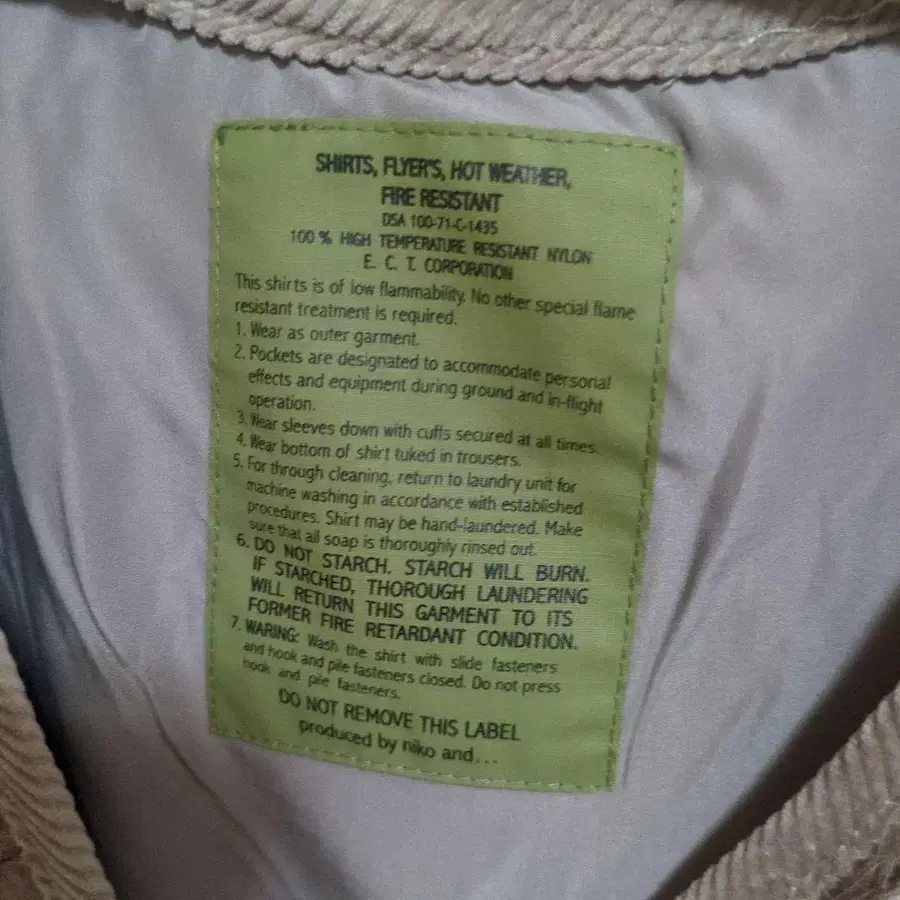 SHIRTS, FLYER'S, HOT WEATHER,
FIRE RESISTANT
DSA 100-71-C-1435
100 % HIGH TEMPERATURE RESISTANT NYLON
E. C. T. CORPORATION
This shirts is of low flammability. No other special flame
resistant treatment is required.
1. Wear as outer garment.
2. Pockets are designated to accommodate personal
effects and equipment during ground and in-flight
operation.
3. Wear sleeves down with cuffs secured at all times.
4. Wear bottom of shirt tuked in trousers.
5. For through cleaning, return to laundry unit for
machine washing in accordance with established
procedures. Shirt may be hand-laundered. Make
sure that all soap is thoroughly rinsed out.
6. DO NOT STARCH. STARCH WILL BURN.
IF STARCHED, THOROUGH LAUNDERING
WILL RETURN THIS GARMENT TO ITS
FORMER FIRE RETARDANT CONDITION.
7. WARING: Wash the shirt with slide fasteners
and hook and pile fasteners closed. Do not press
hook and pile fasteners.
DO NOT REMOVE THIS LABEL
produced by niko and...